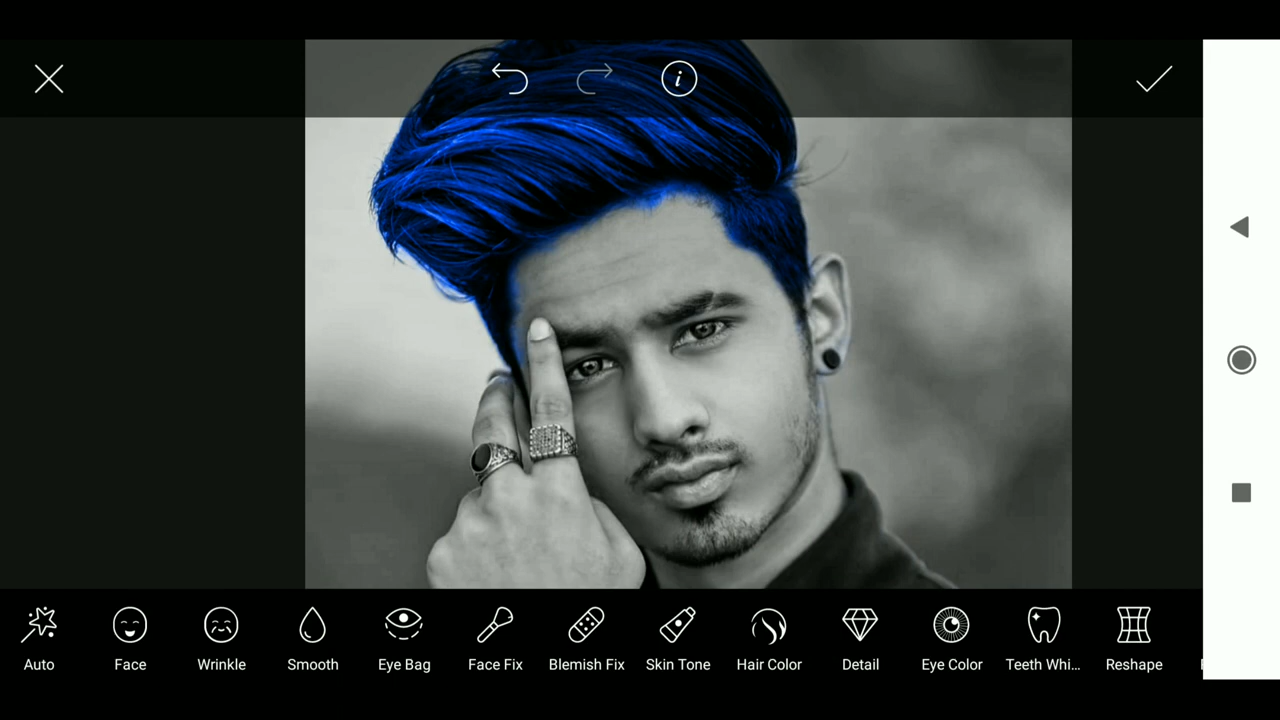 Auto
Face
Wrinkle
Smooth
Eye Bag
Face Fix
Blemish Fix
Skin Tone
Hair Color
Detail
Eye Color
Teeth Whi...
Reshape